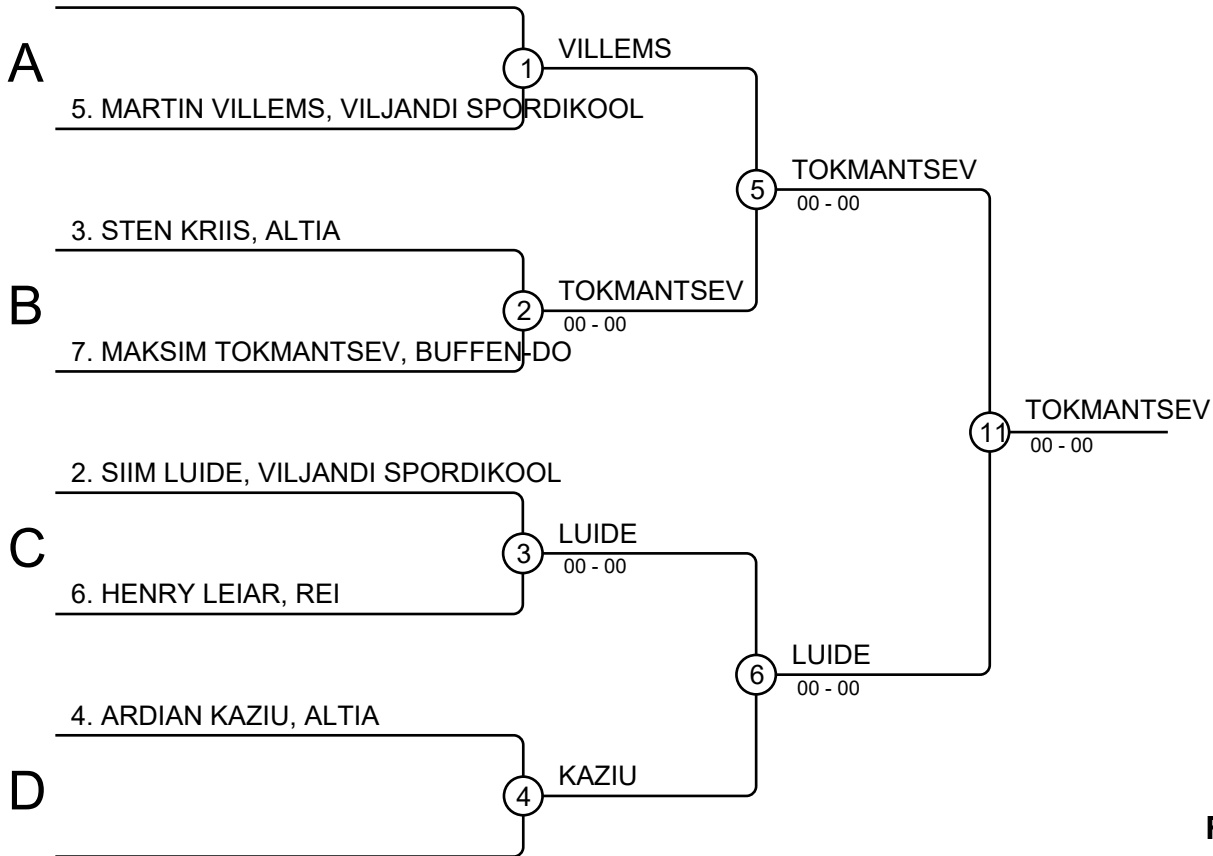 VILLEMS
A
1
5. MARTIN VILLEMS, VILJANDI SPORDIKOOL
TOKMANTSEV
5
00 - 00
3. STEN KRIIS, ALTIA
TOKMANTSEV
B
2
00 - 00
7. MAKSIM TOKMANTSEV, BUFFEN-DO
TOKMANTSEV
11
00 - 00
2. SIIM LUIDE, VILJANDI SPORDIKOOL
LUIDE
C
3
00 - 00
6. HENRY LEIAR, REI
LUIDE
6
00 - 00
4. ARDIAN KAZIU, ALTIA
KAZIU
D
4